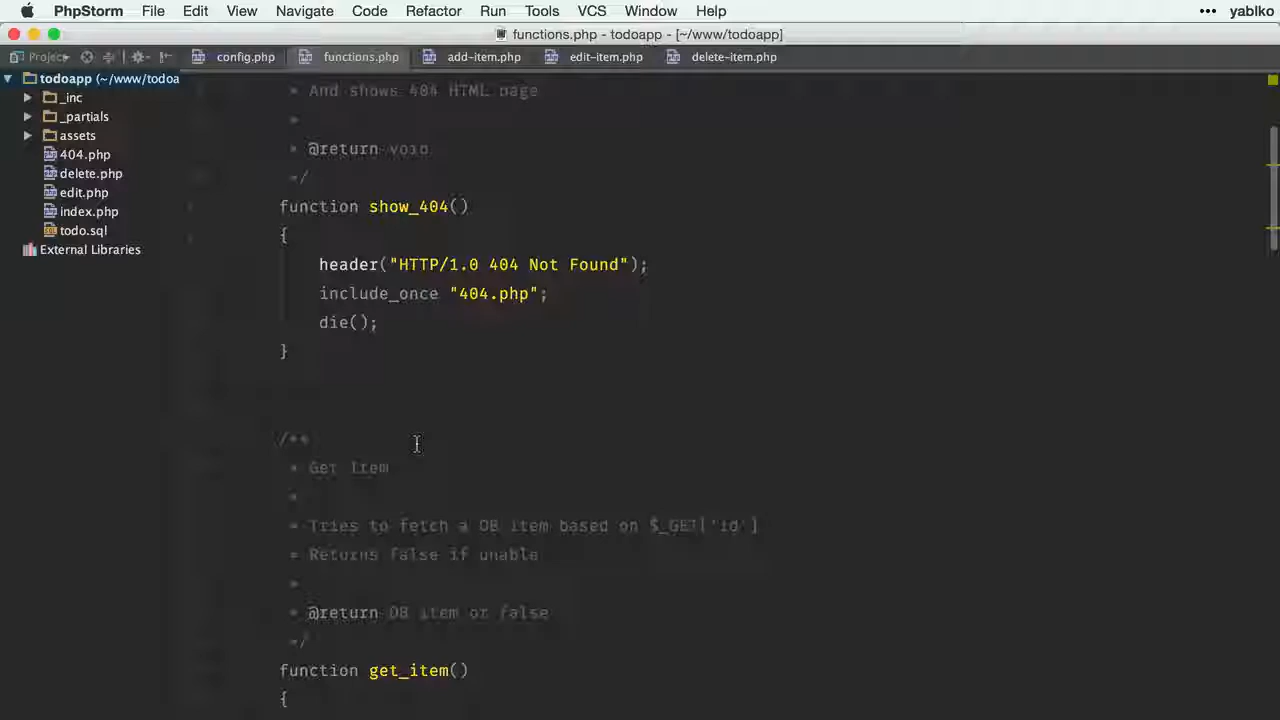 PhpStorm File Edit View Navigate Code Refactor Run Tools VCS Window Help ••• yablko
functions.php - todoapp - [~/www/todoapp]
Project config.php functions.php add-item.php edit-item.php delete-item.php
todoapp (~/www/todoa
_inc
_partials
assets
404.php
delete.php
edit.php
index.php
todo.sql
External Libraries
* And shows 404 HTML page
*
* @return void
*/
function show_404()
{
header("HTTP/1.0 404 Not Found");
include_once "404.php";
die();
}
/**
* Get item
*
* Tries to fetch a DB item based on $_GET['id']
* Returns false if unable
*
* @return DB item or false
*/
function get_item()
{